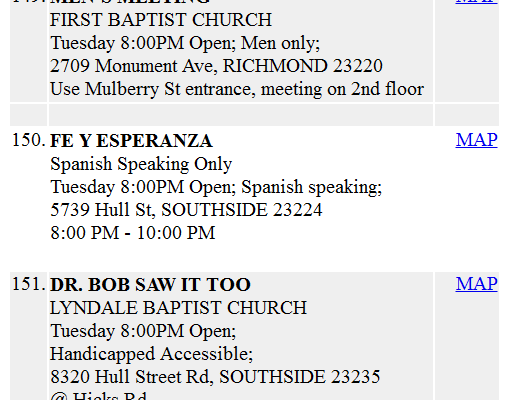 149. MEN'S MEETING MAP
FIRST BAPTIST CHURCH
Tuesday 8:00PM Open; Men only;
2709 Monument Ave, RICHMOND 23220
Use Mulberry St entrance, meeting on 2nd floor
150. FE Y ESPERANZA MAP
Spanish Speaking Only
Tuesday 8:00PM Open; Spanish speaking;
5739 Hull St, SOUTHSIDE 23224
8:00 PM - 10:00 PM
151. DR. BOB SAW IT TOO MAP
LYNDALE BAPTIST CHURCH
Tuesday 8:00PM Open;
Handicapped Accessible;
8320 Hull Street Rd, SOUTHSIDE 23235
@ Hicks Rd